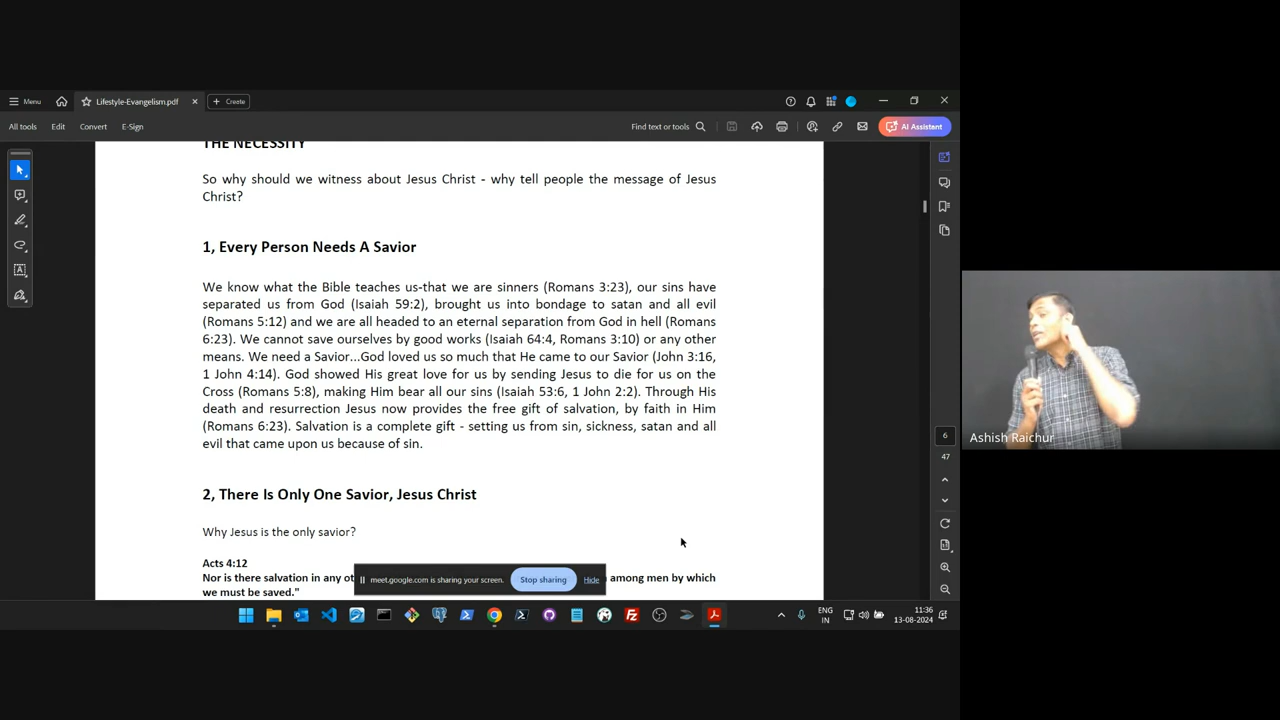 Menu
Lifestyle-Evangelism.pdf
Create
All tools
Edit
Convert
E-Sign
Find text or tools
AI Assistant
THE NECESSITY
So why should we witness about Jesus Christ - why tell people the message of Jesus
Christ?
1, Every Person Needs A Savior
We know what the Bible teaches us-that we are sinners (Romans 3:23), our sins have
separated us from God (Isaiah 59:2), brought us into bondage to satan and all evil
(Romans 5:12) and we are all headed to an eternal separation from God in hell (Romans
6:23). We cannot save ourselves by good works (Isaiah 64:4, Romans 3:10) or any other
means. We need a Savior...God loved us so much that He came to our Savior (John 3:16,
1 John 4:14). God showed His great love for us by sending Jesus to die for us on the
Cross (Romans 5:8), making Him bear all our sins (Isaiah 53:6, 1 John 2:2). Through His
death and resurrection Jesus now provides the free gift of salvation, by faith in Him
(Romans 6:23). Salvation is a complete gift - setting us from sin, sickness, satan and all
evil that came upon us because of sin.
2, There Is Only One Savior, Jesus Christ
Why Jesus is the only savior?
Acts 4:12
Nor is there salvation in any ot
among men by which
we must be saved."
meet.google.com is sharing your screen.
Stop sharing
Hide
6
47
Ashish Raichur
ENG
IN
11:36
13-08-2024